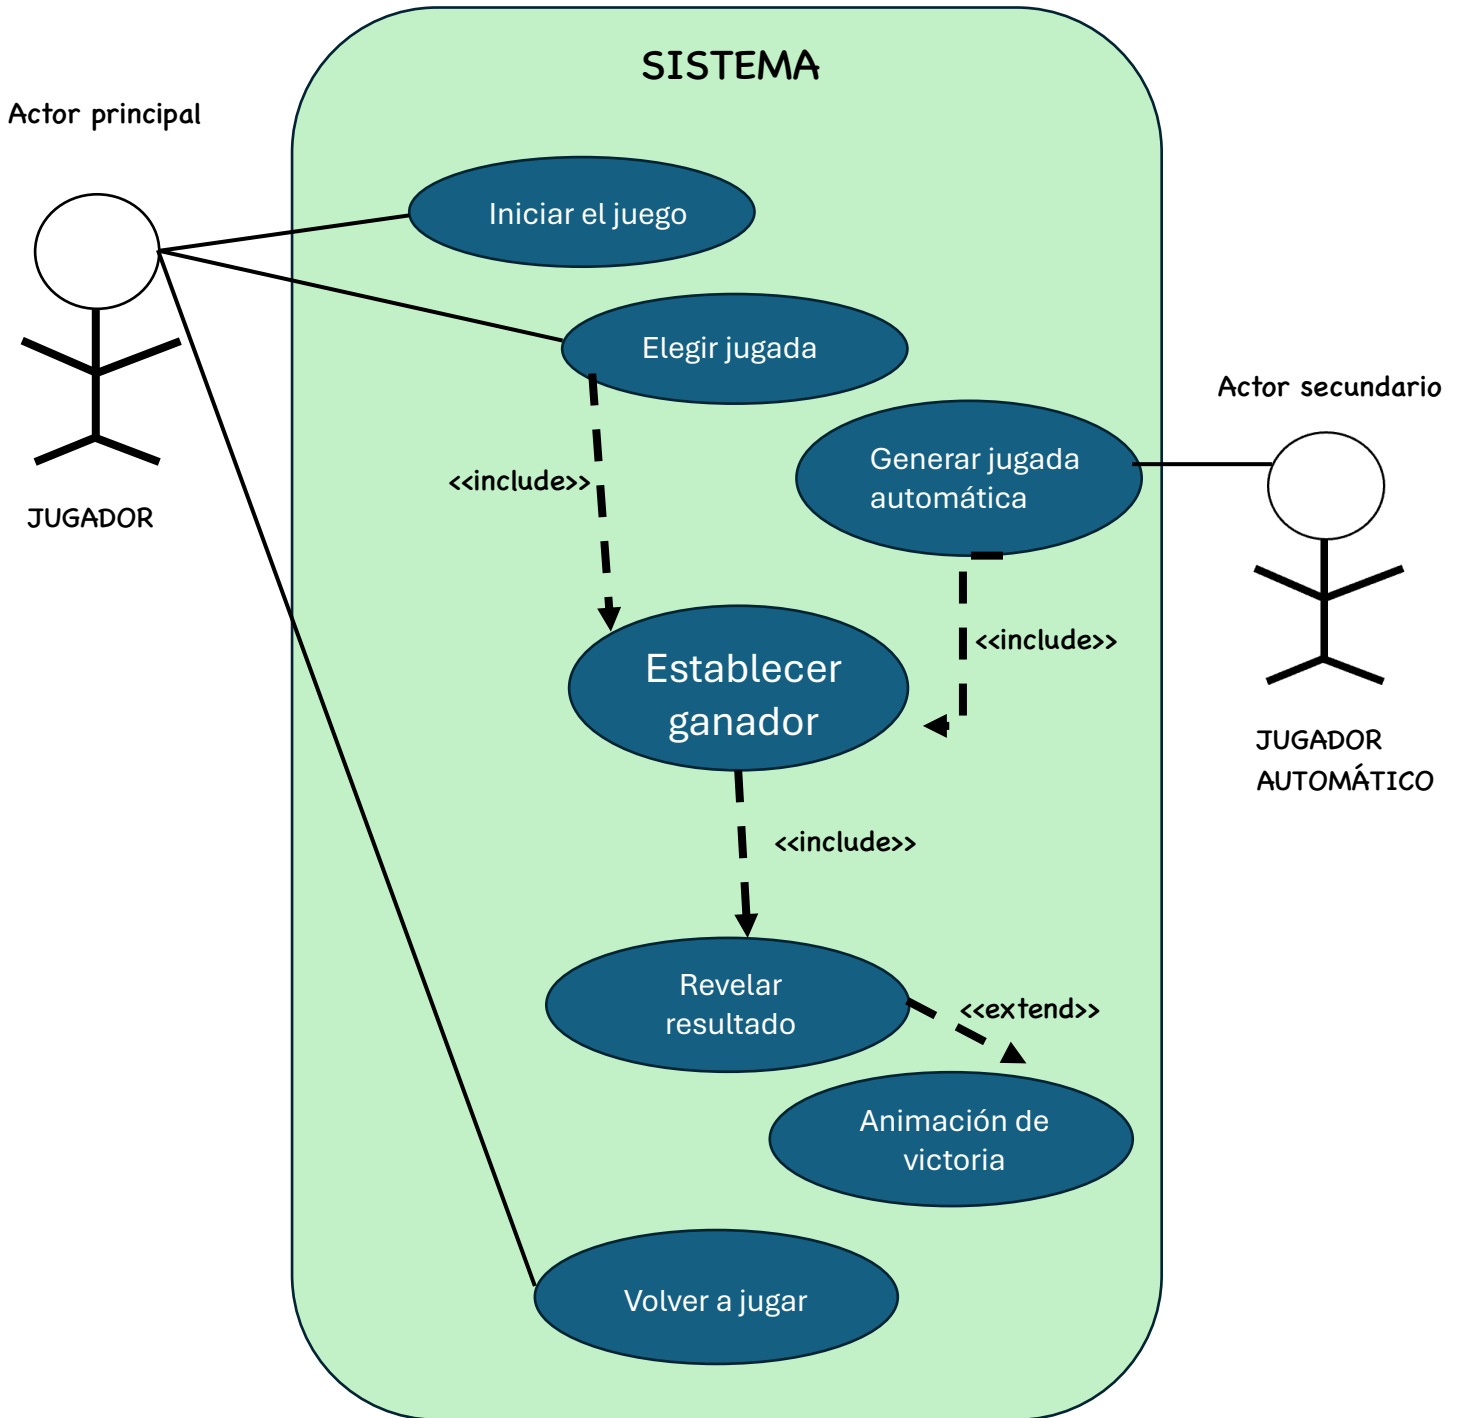 SISTEMA
Actor principal
Iniciar el juego
Elegir jugada
Actor secundario
Generar jugada
automática
<<include>>
JUGADOR
<<include>>
Establecer
ganador
JUGADOR
AUTOMÁTICO
<<include>>
Revelar
resultado
<<extend>>
Animación de
victoria
Volver a jugar